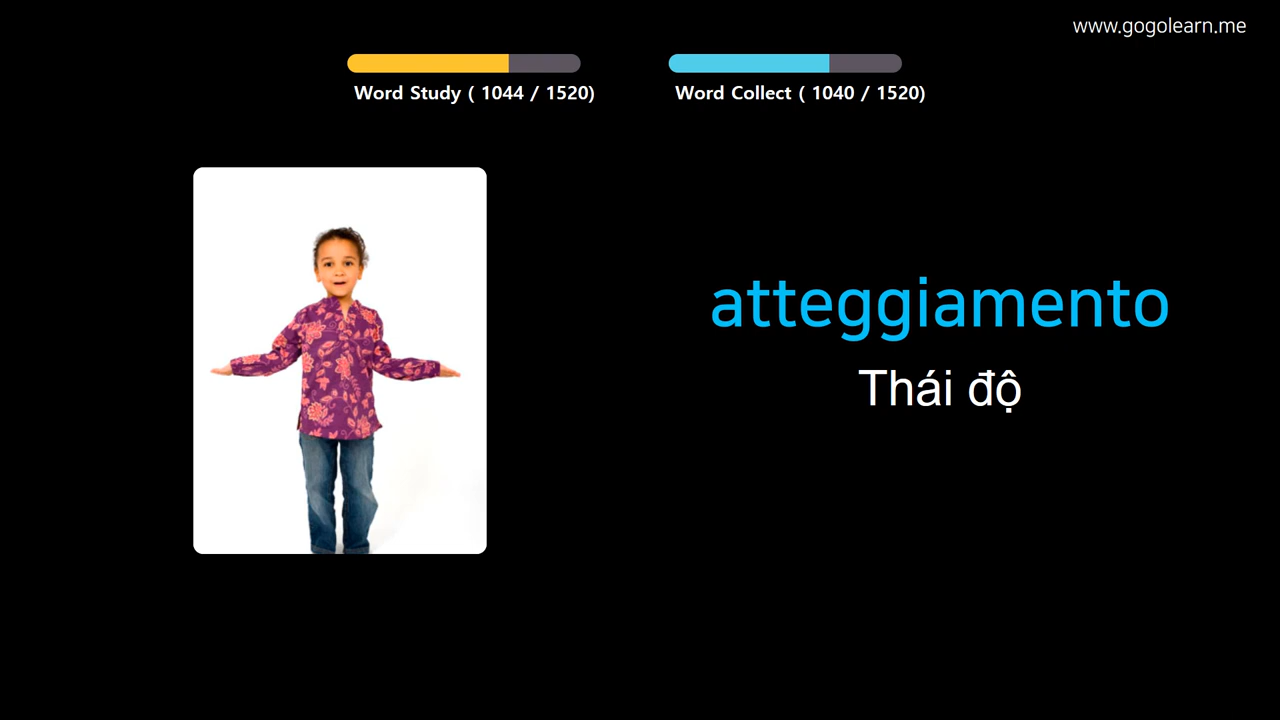 www.gogolearn.me
Word Study ( 1044 / 1520)
Word Collect ( 1040 / 1520)
atteggiamento
Thái độ